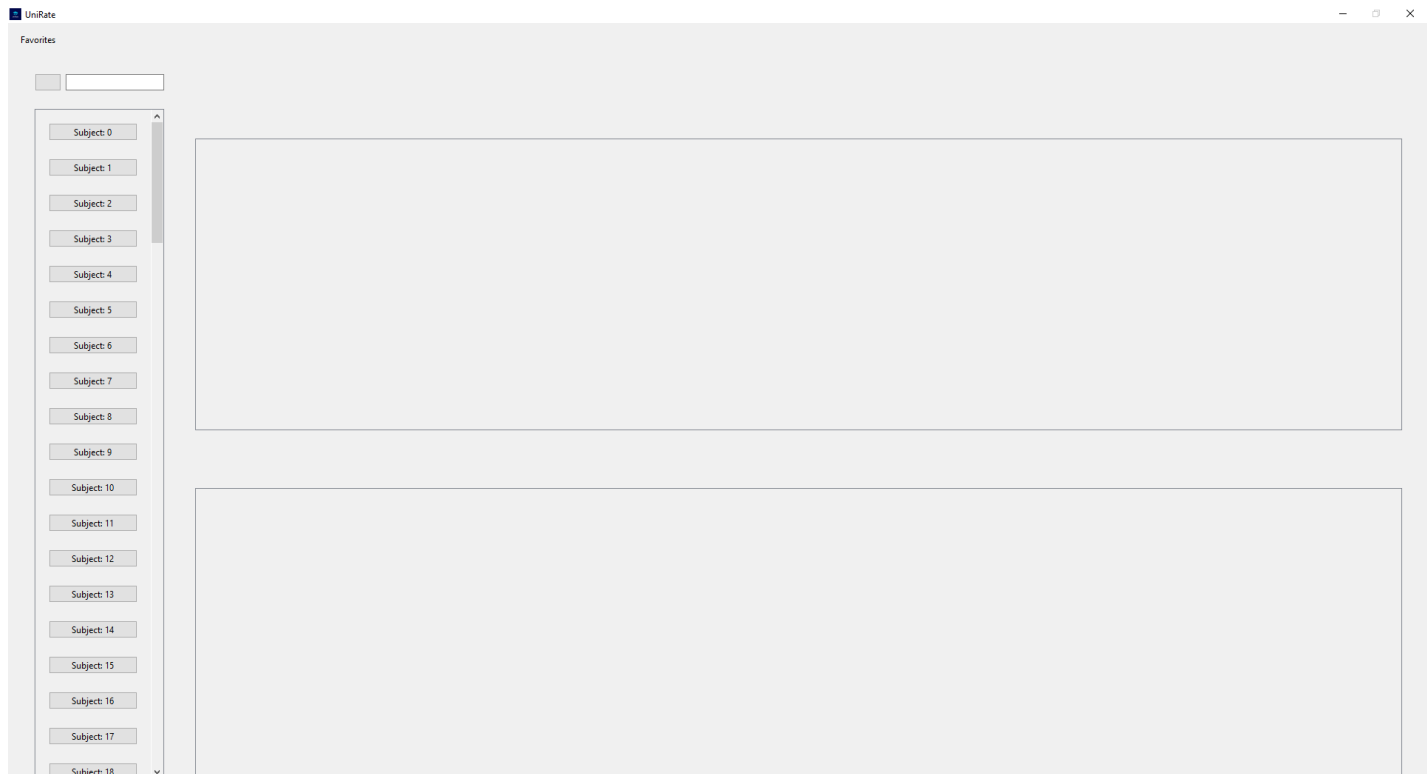 UniRate
Favorites
Subject: 0
Subject: 1
Subject: 2
Subject: 3
Subject: 4
Subject: 5
Subject: 6
Subject: 7
Subject: 8
Subject: 9
Subject: 10
Subject: 11
Subject: 12
Subject: 13
Subject: 14
Subject: 15
Subject: 16
Subject: 17
Subject: 18